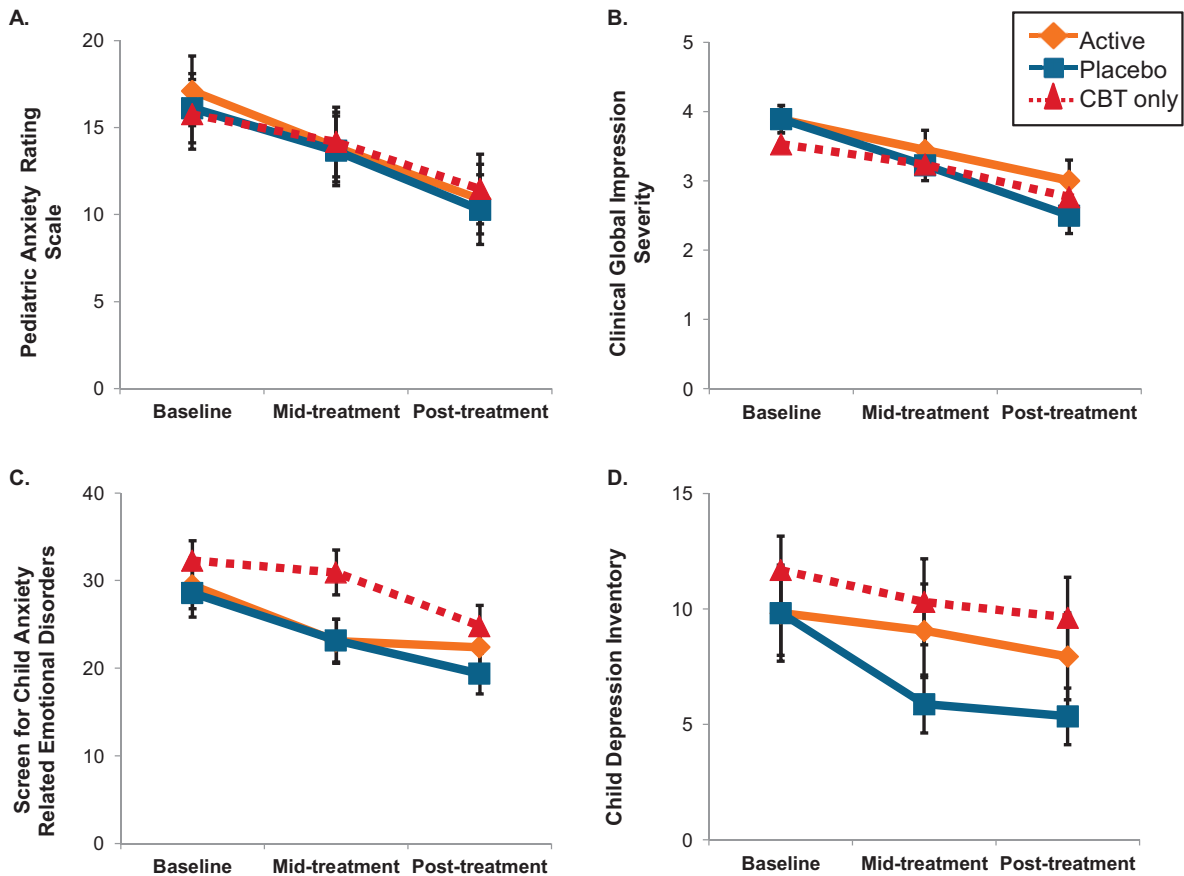 A.
Pediatric Anxiety Rating
Scale
20
15
10
5
0
Baseline
Mid-treatment
Post-treatment
B.
Clinical Global Impression
Severity
5
4
3
2
1
0
Baseline
Mid-treatment
Post-treatment
Active
Placebo
CBT only
C.
Screen for Child Anxiety
Related Emotional Disorders
40
30
20
10
0
Baseline
Mid-treatment
Post-treatment
D.
Child Depression Inventory
15
10
5
0
Baseline
Mid-treatment
Post-treatment